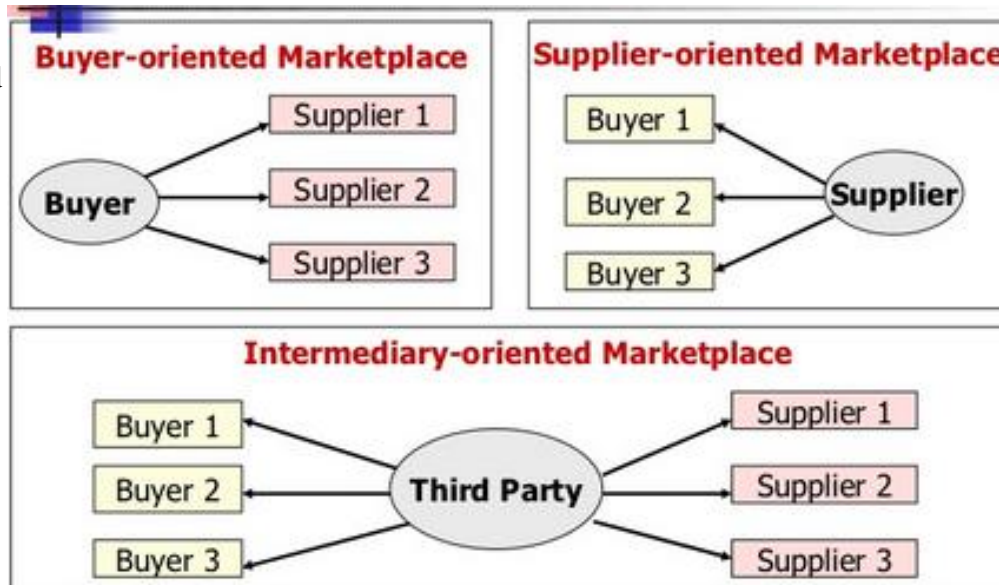 Buyer-oriented Marketplace
Buyer
Supplier 1
Supplier 2
Supplier 3
Supplier-oriented Marketplace
Buyer 1
Buyer 2
Buyer 3
Supplier
Intermediary-oriented Marketplace
Buyer 1
Buyer 2
Buyer 3
Third Party
Supplier 1
Supplier 2
Supplier 3